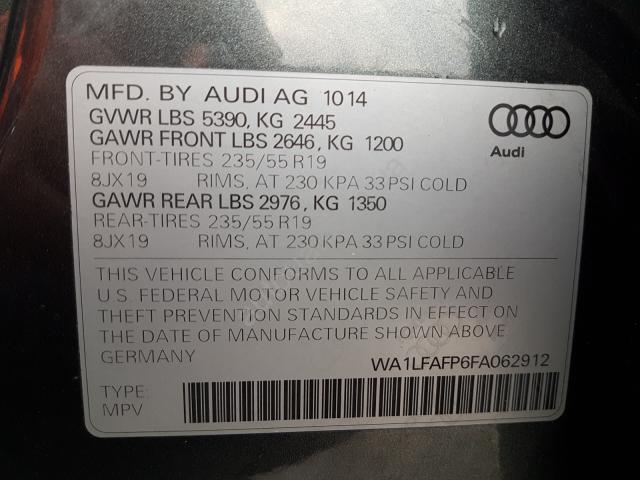 MFD. BY AUDI AG 10 14
GVWR LBS 5390, KG 2445
GAWR FRONT LBS 2646, KG 1200
FRONT-TIRES 235/55 R19
8JX19 RIMS, AT 230 KPA 33 PSI COLD
GAWR REAR LBS 2976, KG 1350
REAR-TIRES 235/55 R19
8JX19 RIMS, AT 230 KPA 33 PSI COLD
Audi
THIS VEHICLE CONFORMS TO ALL APPLICABLE
U.S. FEDERAL MOTOR VEHICLE SAFETY AND
THEFT PREVENTION STANDARDS IN EFFECT ON
THE DATE OF MANUFACTURE SHOWN ABOVE
GERMANY
WA1LFAFP6FA062912
TYPE:
MPV